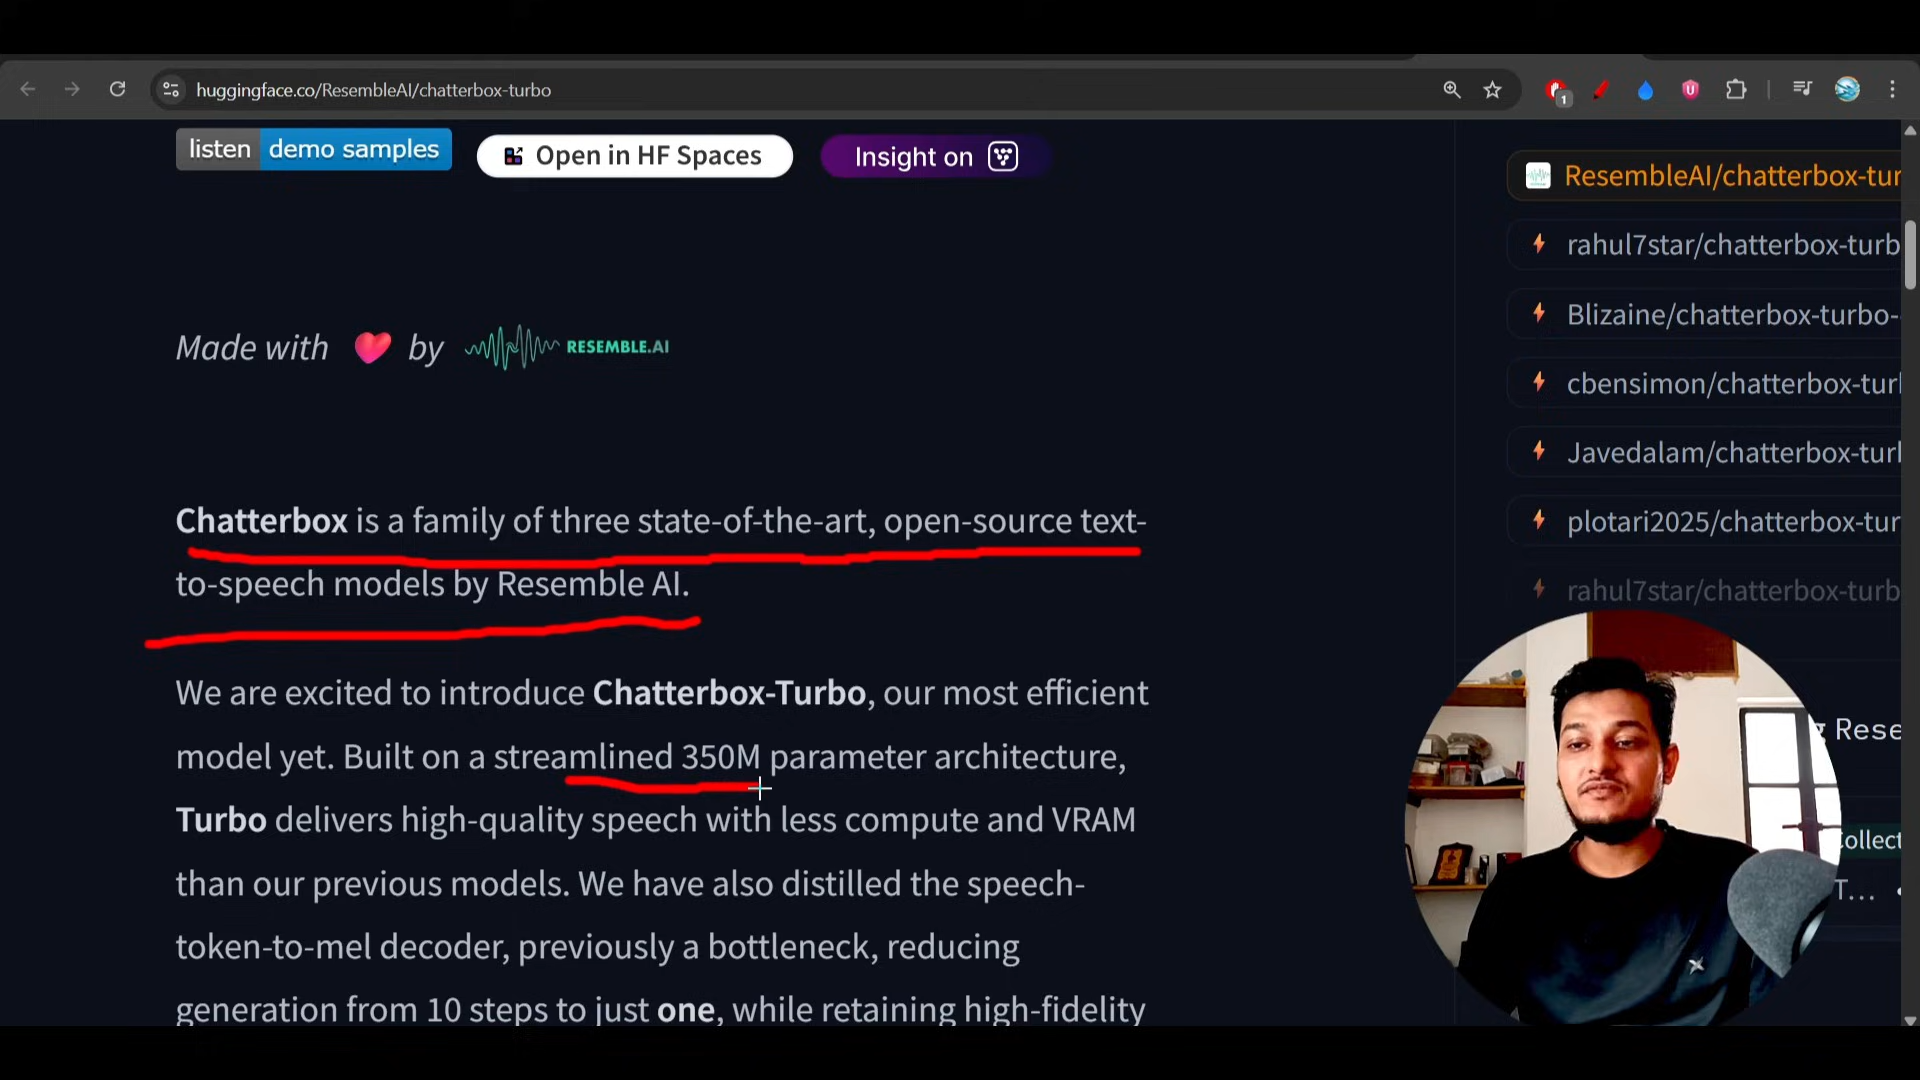 huggingface.co/ResembleAI/chatterbox-turbo
1
listen demo samples
Open in HF Spaces
Insight on
Made with ❤️ by RESEMBLE.AI
Chatterbox is a family of three state-of-the-art, open-source text-
to-speech models by Resemble AI.
We are excited to introduce Chatterbox-Turbo, our most efficient
model yet. Built on a streamlined 350M parameter architecture,
Turbo delivers high-quality speech with less compute and VRAM
than our previous models. We have also distilled the speech-
token-to-mel decoder, previously a bottleneck, reducing
generation from 10 steps to just one, while retaining high-fidelity
ResembleAI/chatterbox-tur
rahul7star/chatterbox-turb
Blizaine/chatterbox-turbo-
cbensimon/chatterbox-turl
Javedalam/chatterbox-turl
plotari2025/chatterbox-tur
rahul7star/chatterbox-turb
g Rese
Collect
T...